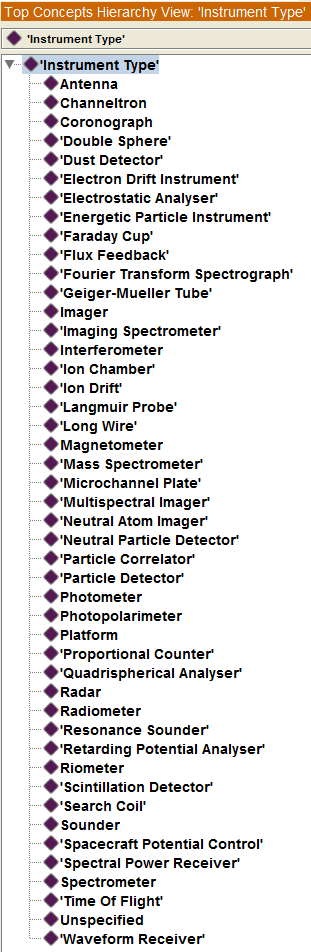 Top Concepts Hierarchy View: 'Instrument Type'
'Instrument Type'
'Instrument Type'
Antenna
Channeltron
Coronograph
'Double Sphere'
'Dust Detector'
'Electron Drift Instrument'
'Electrostatic Analyser'
'Energetic Particle Instrument'
'Faraday Cup'
'Flux Feedback'
'Fourier Transform Spectrograph'
'Geiger-Mueller Tube'
Imager
'Imaging Spectrometer'
Interferometer
'Ion Chamber'
'Ion Drift'
'Langmuir Probe'
'Long Wire'
Magnetometer
'Mass Spectrometer'
'Microchannel Plate'
'Multispectral Imager'
'Neutral Atom Imager'
'Neutral Particle Detector'
'Particle Correlator'
'Particle Detector'
Photometer
Photopolarimeter
Platform
'Proportional Counter'
'Quadrispherical Analyser'
Radar
Radiometer
'Resonance Sounder'
'Retarding Potential Analyser'
Riometer
'Scintillation Detector'
'Search Coil'
Sounder
'Spacecraft Potential Control'
'Spectral Power Receiver'
Spectrometer
'Time Of Flight'
Unspecified
'Waveform Receiver'